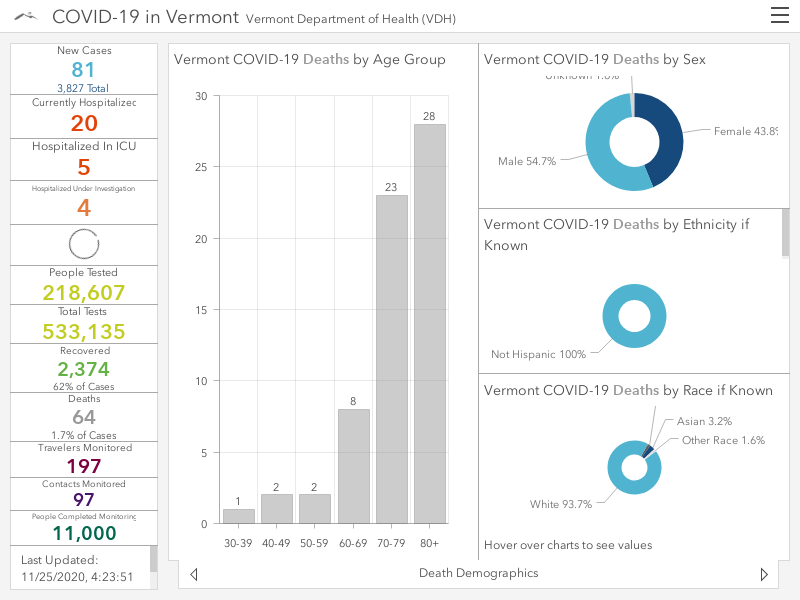 COVID-19 in Vermont Vermont Department of Health (VDH)
New Cases
81
3,827 Total
Currently Hospitalized
20
Hospitalized In ICU
5
Hospitalized Under Investigation
4
People Tested
218,607
Total Tests
533,135
Recovered
2,374
62% of Cases
Deaths
64
1.7% of Cases
Travelers Monitored
197
Contacts Monitored
97
People Completed Monitoring
11,000
Last Updated:
11/25/2020, 4:23:51
Vermont COVID-19 Deaths by Age Group
30
25
20
15
10
5
0
1
2
2
8
23
28
30-39 40-49 50-59 60-69 70-79 80+
Vermont COVID-19 Deaths by Sex
Unknown 1.6%
Female 43.8%
Male 54.7%
Vermont COVID-19 Deaths by Ethnicity if
Known
Not Hispanic 100%
Vermont COVID-19 Deaths by Race if Known
Asian 3.2%
Other Race 1.6%
White 93.7%
Hover over charts to see values
Death Demographics